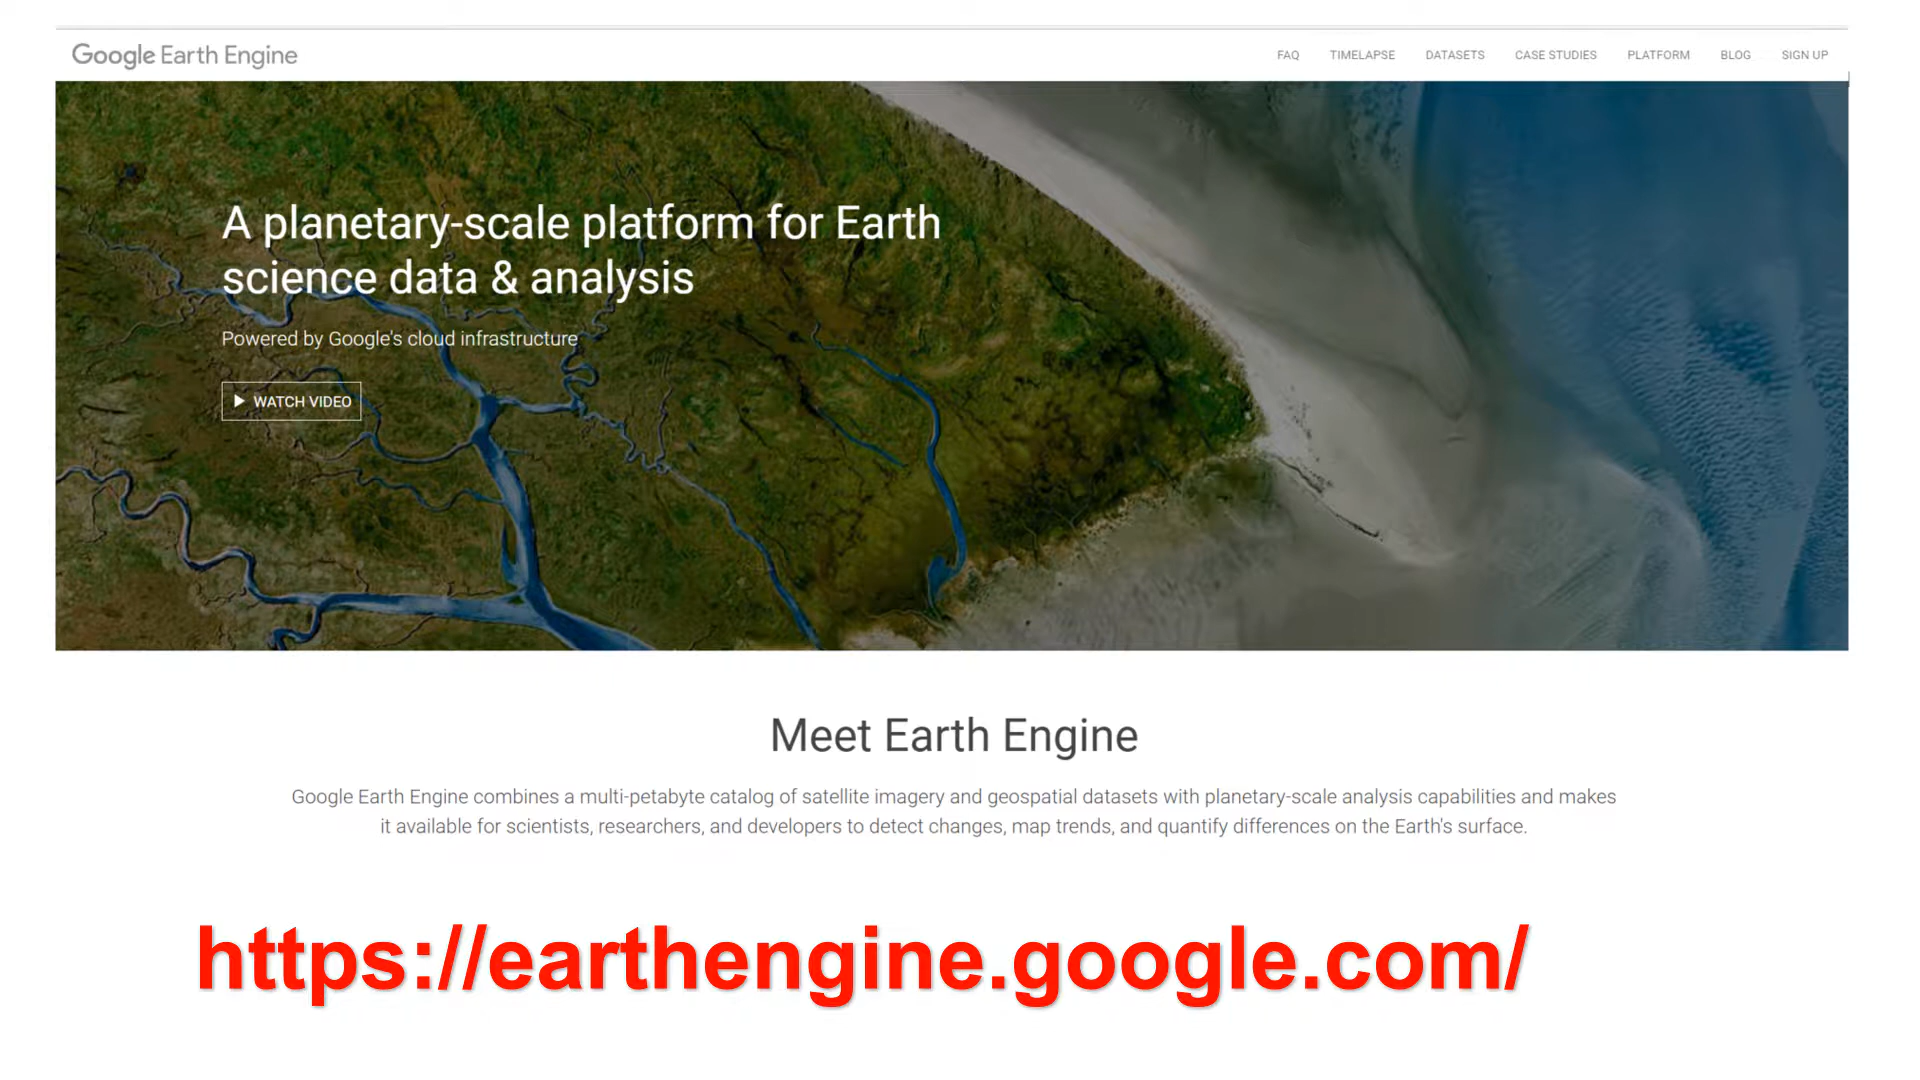 Google Earth Engine
FAQ TIMELAPSE DATASETS CASE STUDIES PLATFORM BLOG SIGN UP
A planetary-scale platform for Earth
science data & analysis
Powered by Google's cloud infrastructure
WATCH VIDEO
Meet Earth Engine
Google Earth Engine combines a multi-petabyte catalog of satellite imagery and geospatial datasets with planetary-scale analysis capabilities and makes
it available for scientists, researchers, and developers to detect changes, map trends, and quantify differences on the Earth's surface.
https://earthengine.google.com/